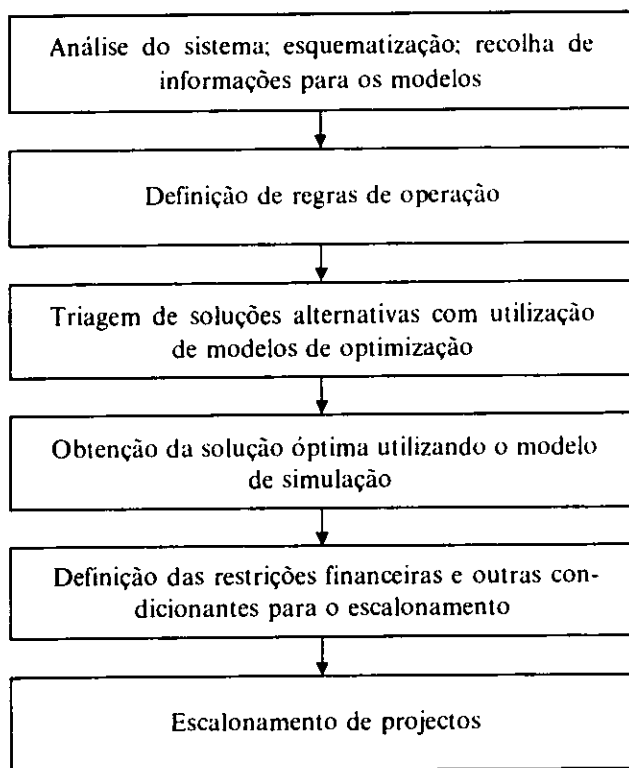 Análise do sistema; esquematização; recolha de
informações para os modelos
Definição de regras de operação
Triagem de soluções alternativas com utilização
de modelos de optimização
Obtenção da solução óptima utilizando o modelo
de simulação
Definição das restrições financeiras e outras con-
dicionantes para o escalonamento
Escalonamento de projectos